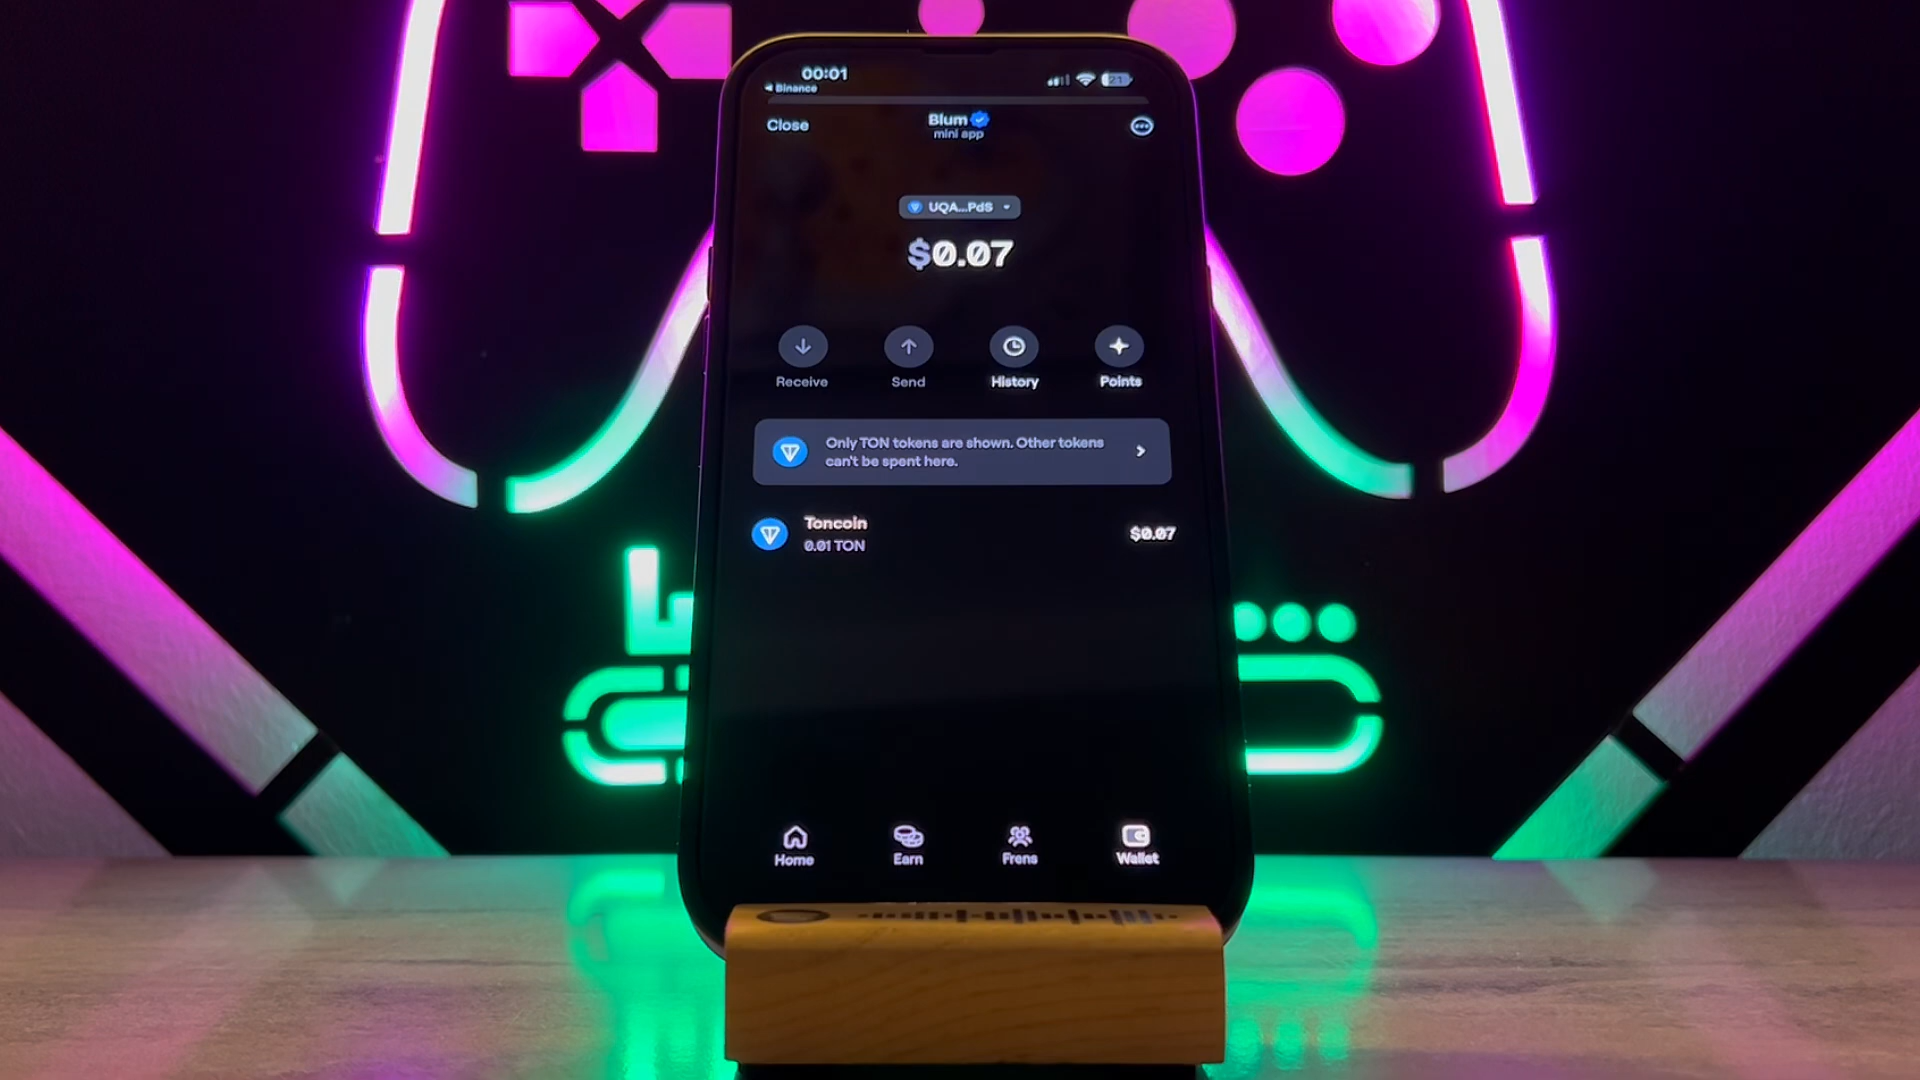 00:01
21
◀ Binance
Close
Blum
mini app
UQA...PdS
$0.07
Receive
Send
History
Points
Only TON tokens are shown. Other tokens
can't be spent here.
Toncoin
$0.07
0.01 TON
Home
Earn
Frens
Wallet